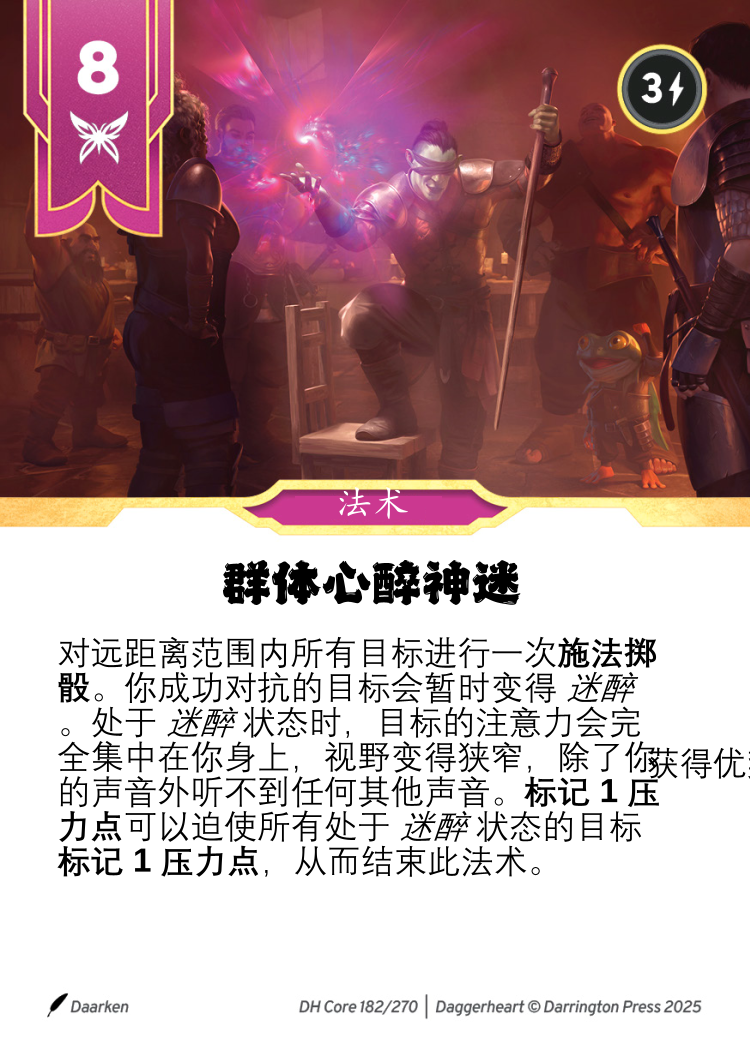 8
3
法术
群体心醉神迷
对远距离范围内所有目标进行一次施法掷
骰。你成功对抗的目标会暂时变得 迷醉
。处于 迷醉 状态时，目标的注意力会完
全集中在你身上，视野变得狭窄，除了你
获得优
的声音外听不到任何其他声音。标记 1 压
力点可以迫使所有处于 迷醉 状态的目标
标记 1 压力点，从而结束此法术。
Daarken
DH Core 182/270 | Daggerheart © Darrington Press 2025